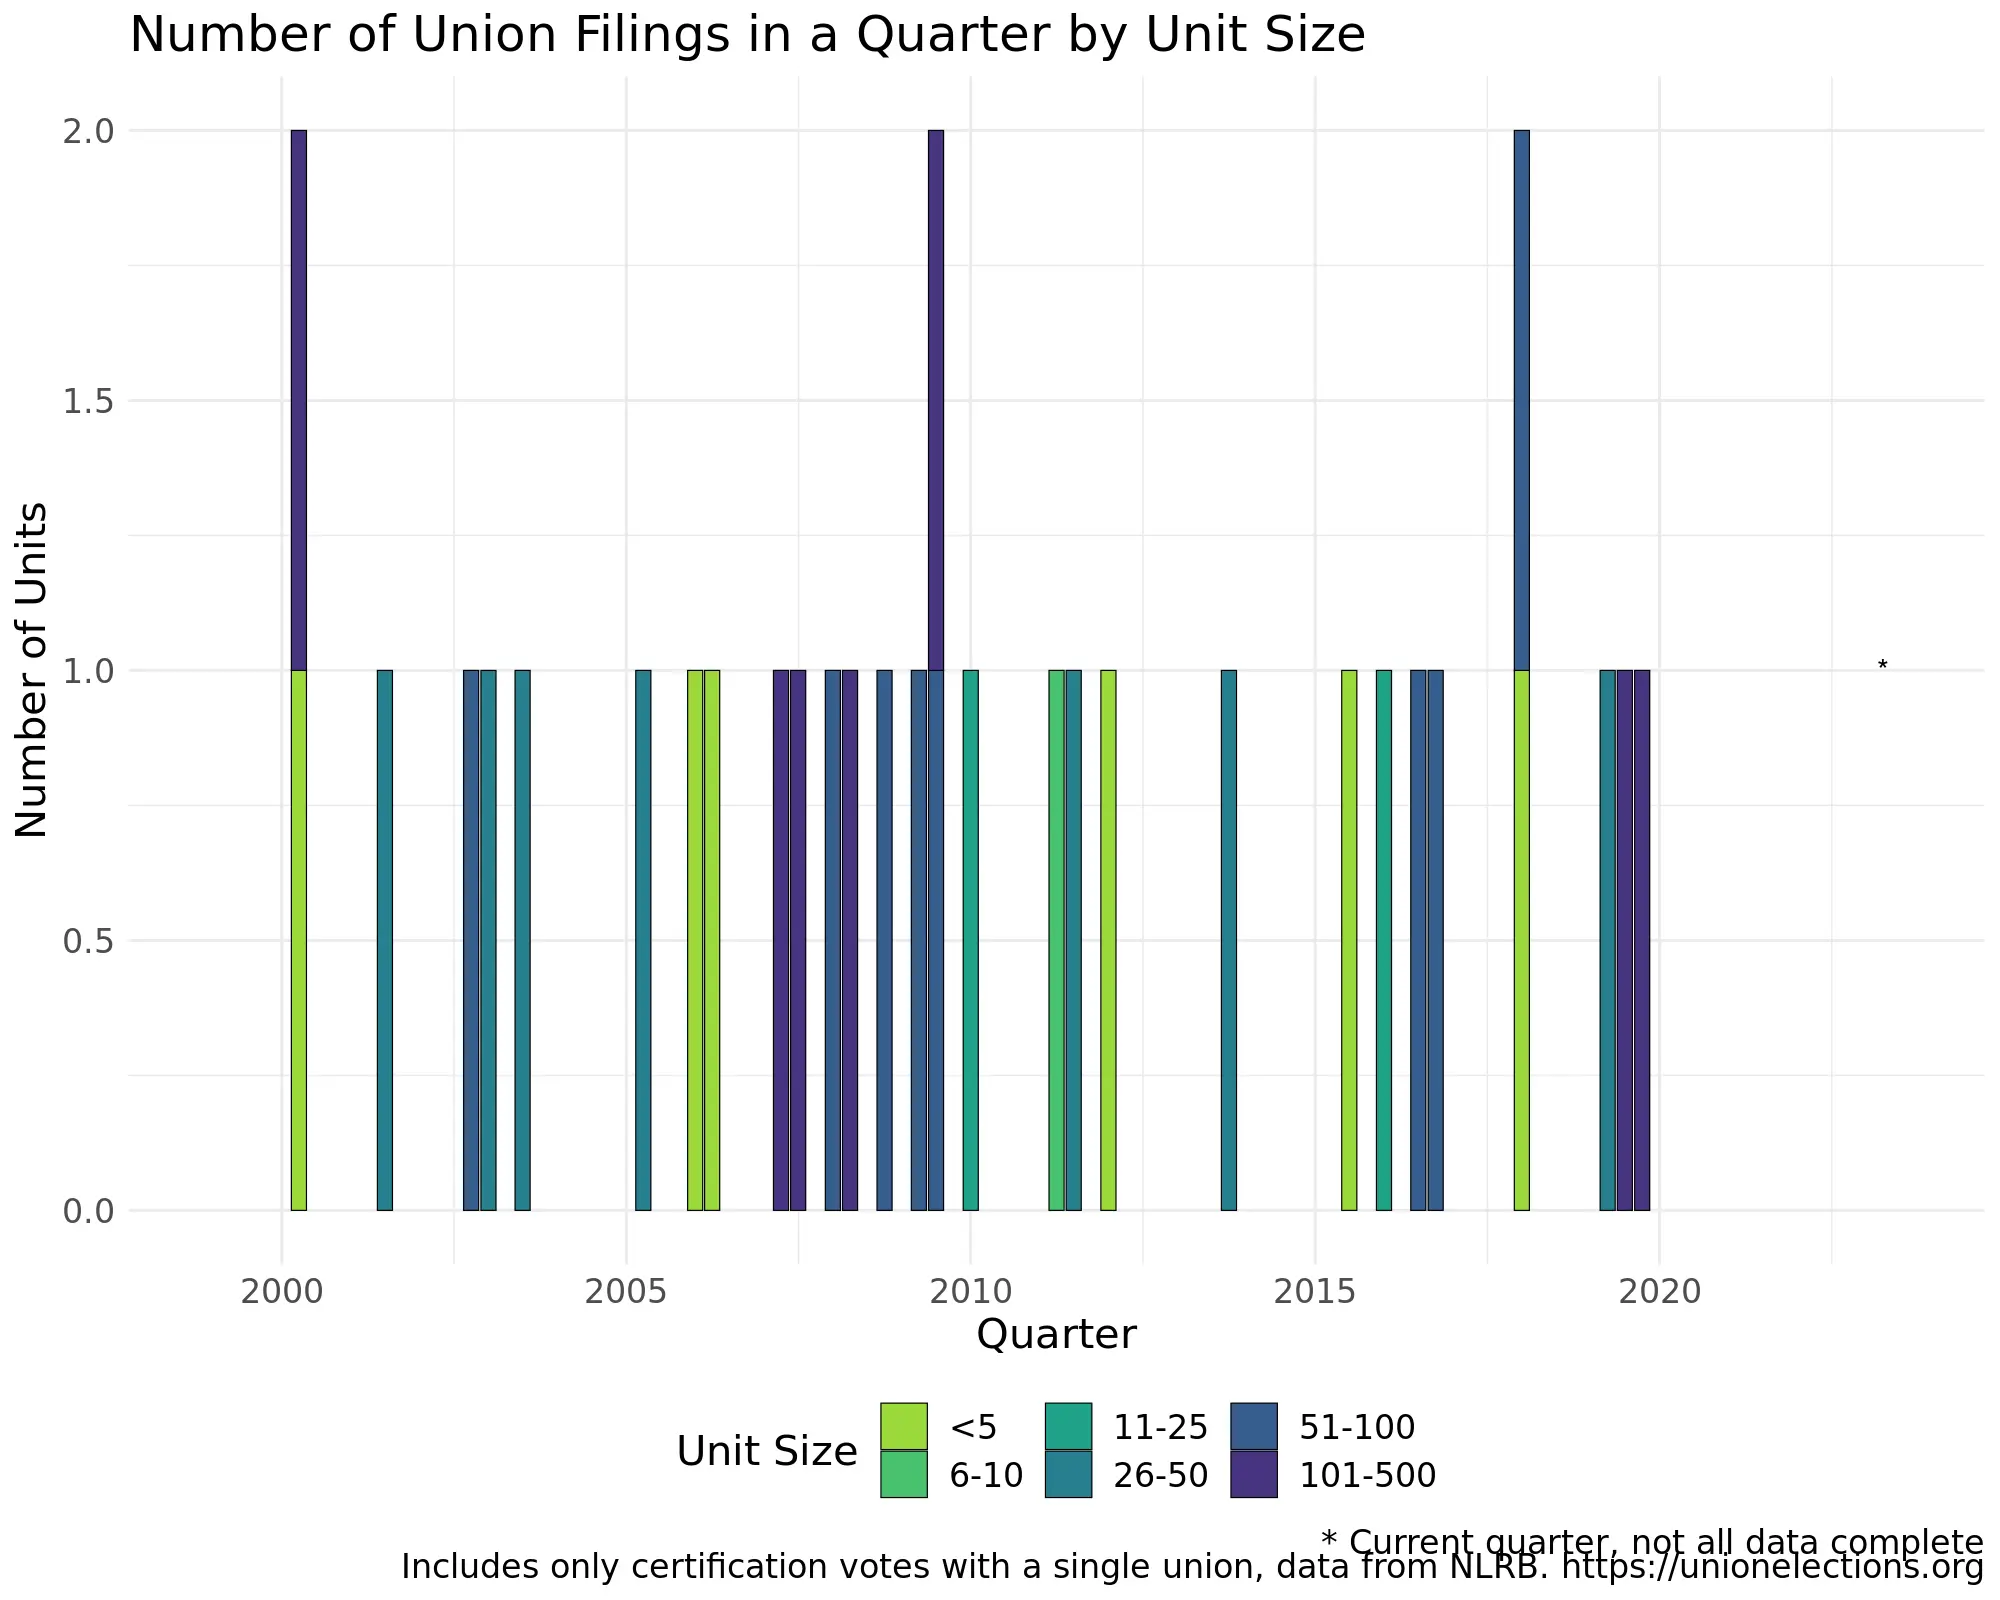 Number of Union Filings in a Quarter by Unit Size
2.0
1.5
1.0
0.5
0.0
Number of Units
*
2000 2005 2010 2015 2020
Quarter
Unit Size
<5 11-25 51-100
6-10 26-50 101-500
* Current quarter, not all data complete
Includes only certification votes with a single union, data from NLRB. https://unionelections.org